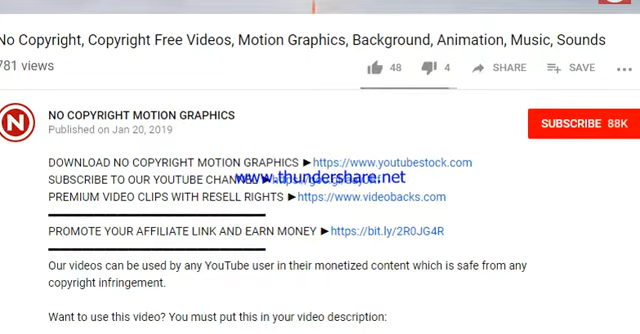 No Copyright, Copyright Free Videos, Motion Graphics, Background, Animation, Music, Sounds
781 views
48 4 SHARE SAVE
N
NO COPYRIGHT MOTION GRAPHICS
Published on Jan 20, 2019
SUBSCRIBE 88K
DOWNLOAD NO COPYRIGHT MOTION GRAPHICS ►https://www.youtubestock.com
SUBSCRIBE TO OUR YOUTUBE CHANNEL
www.thundershare.net
PREMIUM VIDEO CLIPS WITH RESELL RIGHTS ►https://www.videobacks.com
PROMOTE YOUR AFFILIATE LINK AND EARN MONEY ►https://bit.ly/2R0JG4R
Our videos can be used by any YouTube user in their monetized content which is safe from any
copyright infringement.
Want to use this video? You must put this in your video description: